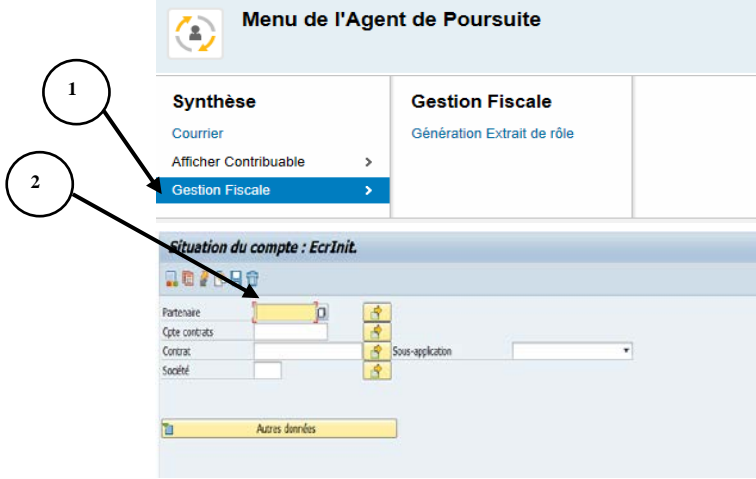 Menu de l'Agent de Poursuite
1
Synthèse
Gestion Fiscale
Courrier
Génération Extrait de rôle
Afficher Contribuable
2
Gestion Fiscale
Situation du compte : EcrInit.
Partenaire
Cpte contrats
Contrat
Sous-application
Société
Autres données